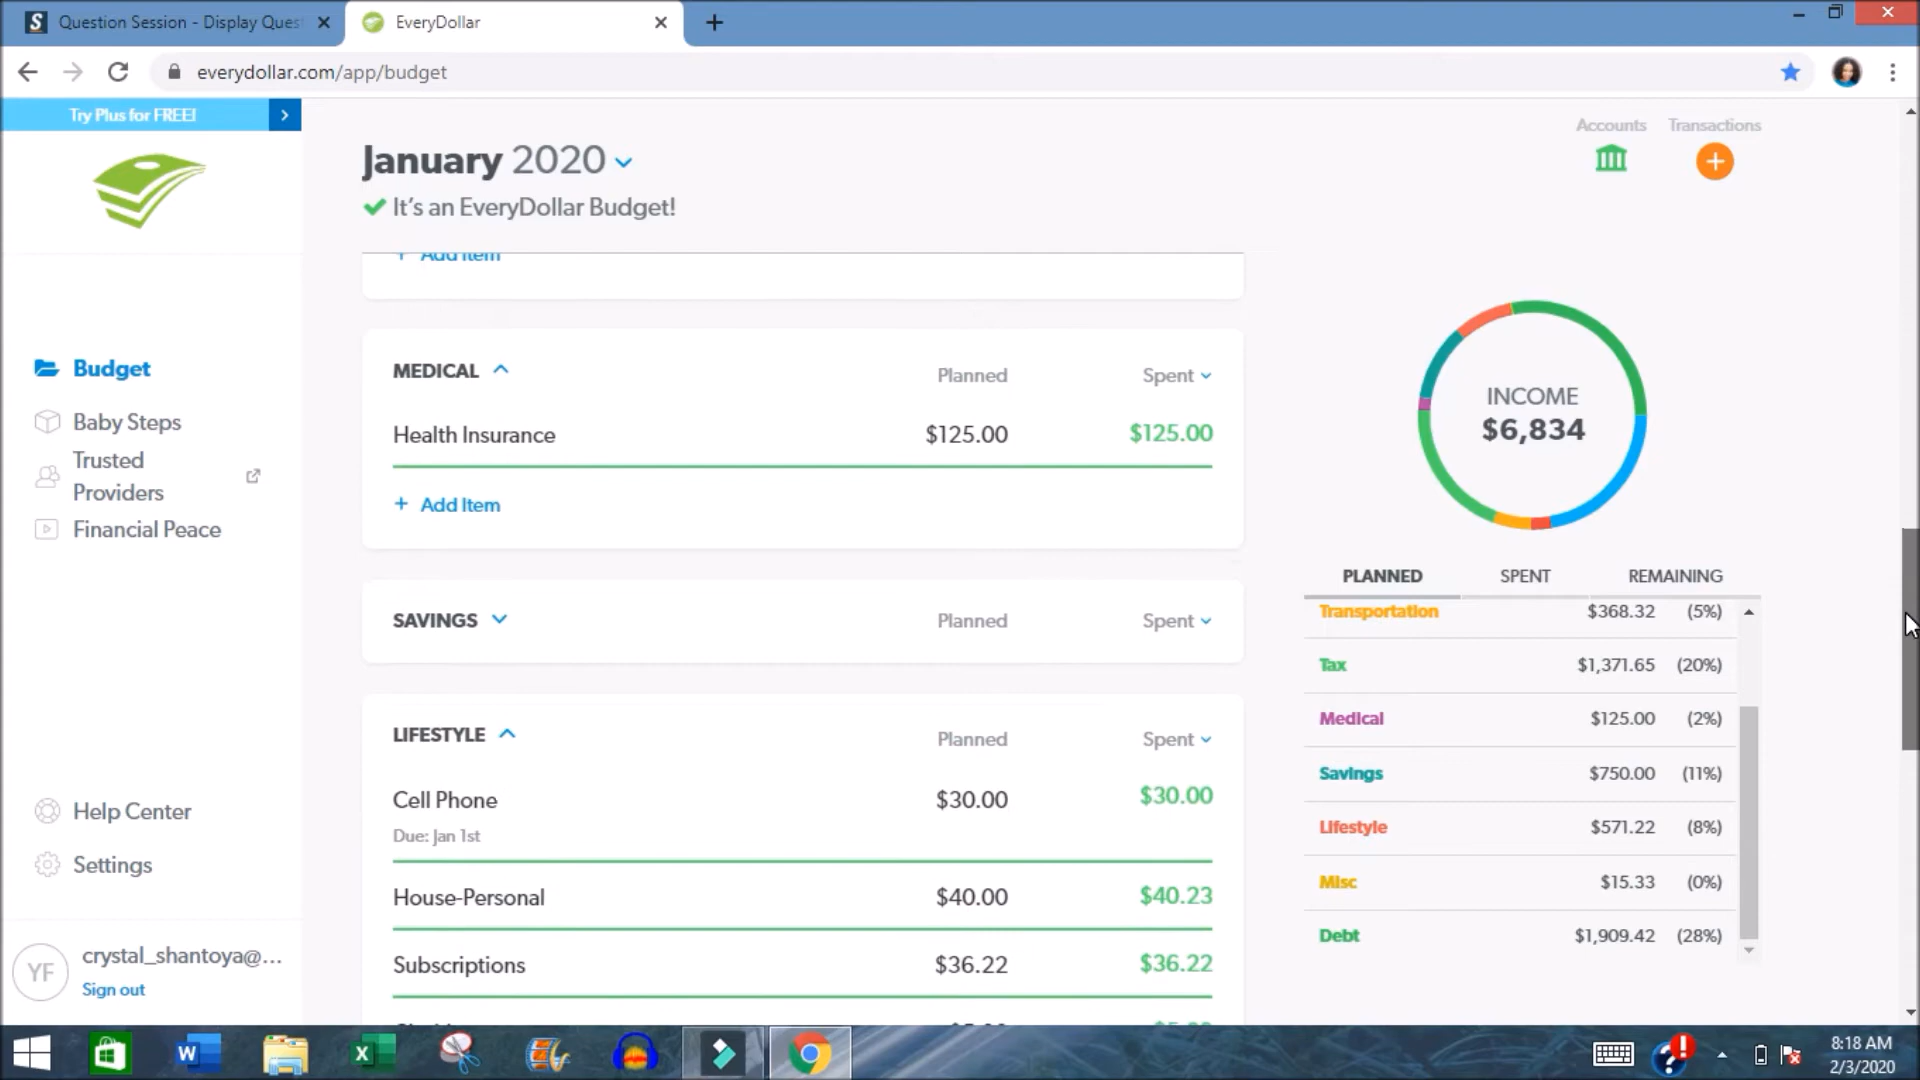 Question Session - Display Quest
EveryDollar
everydollar.com/app/budget
Try Plus for FREE!
Accounts Transactions
January 2020
It's an EveryDollar Budget!
+ Add Item
MEDICAL Planned Spent
Health Insurance $125.00 $125.00
+ Add Item
SAVINGS Planned Spent
LIFESTYLE Planned Spent
Cell Phone $30.00 $30.00
Due: Jan 1st
House-Personal $40.00 $40.23
Subscriptions $36.22 $36.22
Budget
Baby Steps
Trusted
Providers
Financial Peace
Help Center
Settings
YF
crystal_shantoya@...
Sign out
INCOME
$6,834
PLANNED SPENT REMAINING
Transportation $368.32 (5%)
Tax $1,371.65 (20%)
Medical $125.00 (2%)
Savings $750.00 (11%)
Lifestyle $571.22 (8%)
Misc $15.33 (0%)
Debt $1,909.42 (28%)
8:18 AM
2/3/2020